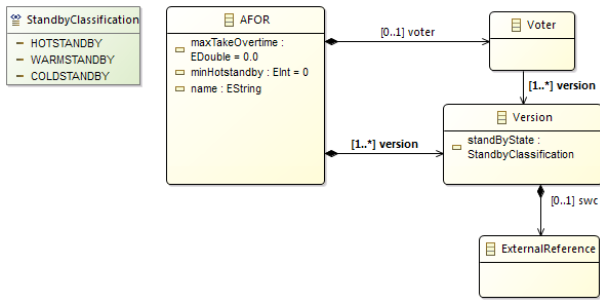 StandbyClassification
HOTSTANDBY
WARMSTANDBY
COLDSTANDBY
AFOR
maxTakeOvertime :
EDouble = 0.0
minHotstandby : EInt = 0
name : EString
[0..1] voter
Voter
[1..*] version
Version
standByState :
StandbyClassification
[1..*] version
[0..1] swc
ExternalReference